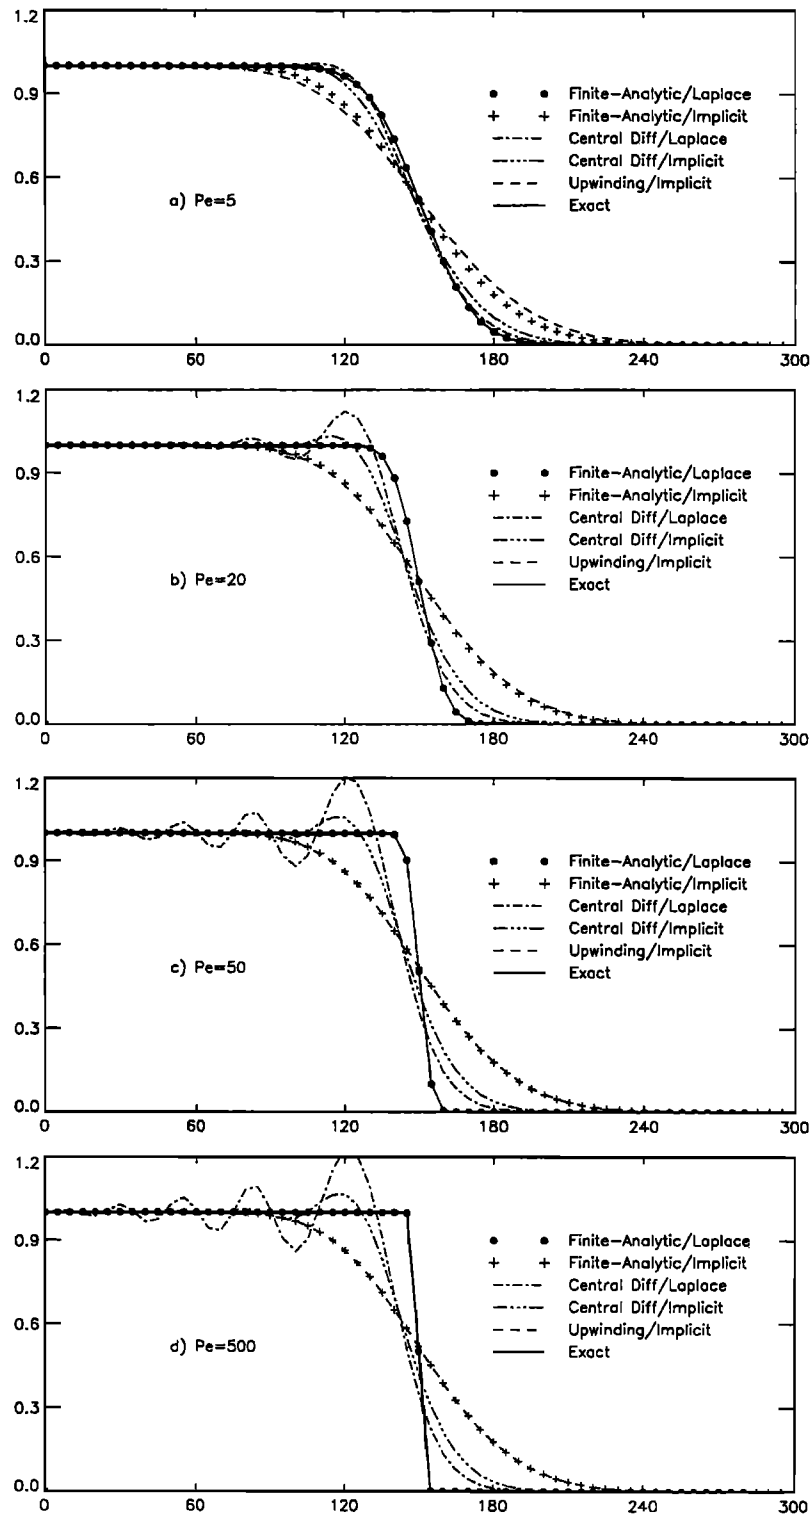 1.2
0.9
0.6
0.3
0.0
Finite-Analytic/Laplace
Finite-Analytic/Implicit
Central Diff/Laplace
Central Diff/Implicit
Upwinding/Implicit
Exact
a) Pe=5
0 60 120 180 240 300
1.2
0.9
0.6
0.3
0.0
Finite-Analytic/Laplace
Finite-Analytic/Implicit
Central Diff/Laplace
Central Diff/Implicit
Upwinding/Implicit
Exact
b) Pe=20
0 60 120 180 240 300
1.2
0.9
0.6
0.3
0.0
Finite-Analytic/Laplace
Finite-Analytic/Implicit
Central Diff/Laplace
Central Diff/Implicit
Upwinding/Implicit
Exact
c) Pe=50
0 60 120 180 240 300
1.2
0.9
0.6
0.3
0.0
Finite-Analytic/Laplace
Finite-Analytic/Implicit
Central Diff/Laplace
Central Diff/Implicit
Upwinding/Implicit
Exact
d) Pe=500
0 60 120 180 240 300